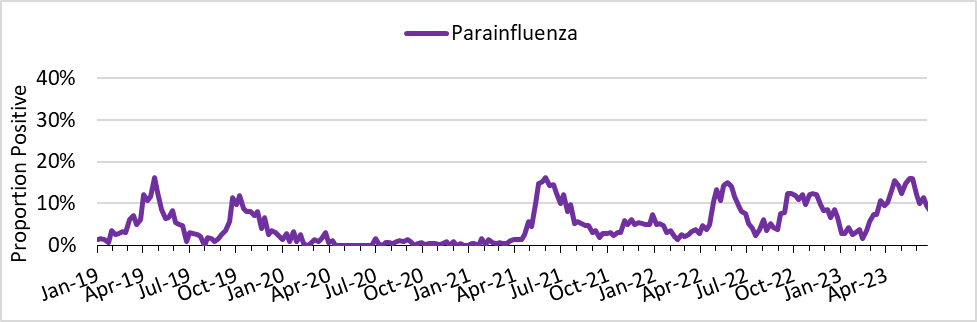 Parainfluenza
Proportion Positive
40%
30%
20%
10%
0%
Jan-19
Apr-19
Jul-19
Oct-19
Jan-20
Apr-20
Jul-20
Oct-20
Jan-21
Apr-21
Jul-21
Oct-21
Jan-22
Apr-22
Jul-22
Oct-22
Jan-23
Apr-23